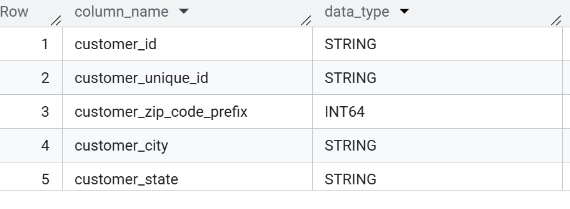 Row column_name data_type
1 customer_id STRING
2 customer_unique_id STRING
3 customer_zip_code_prefix INT64
4 customer_city STRING
5 customer_state STRING